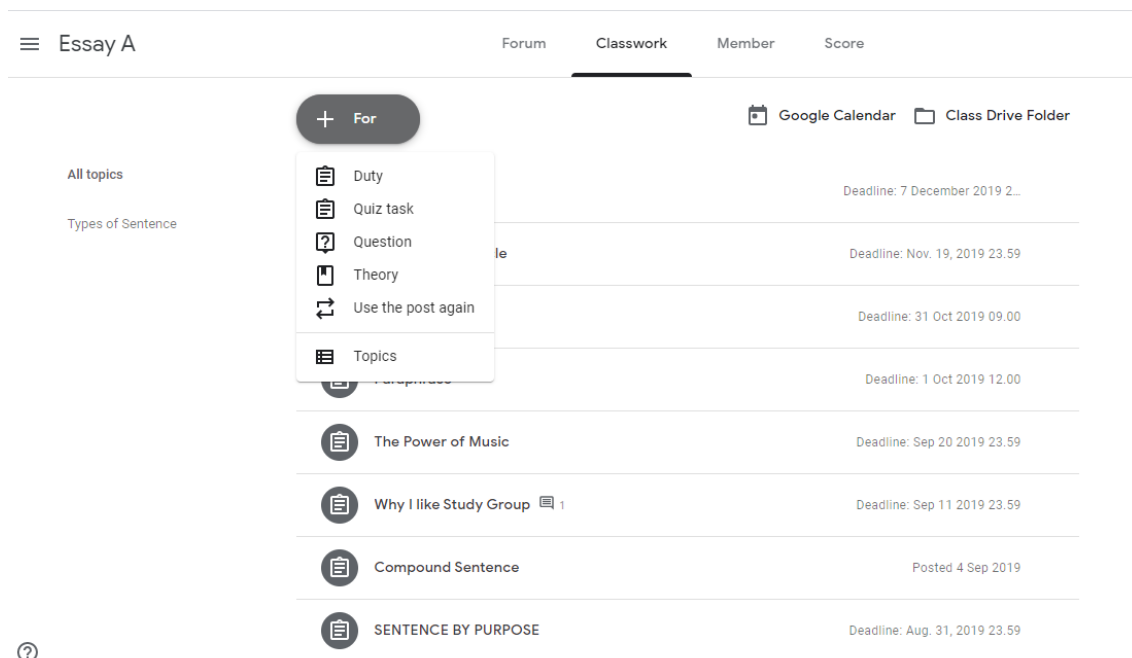 Essay A
Forum Classwork Member Score
+ For
Google Calendar Class Drive Folder
All topics
Types of Sentence
Duty
Quiz task
Question
Theory
Use the post again
Topics
Deadline: 7 December 2019 2...
le Deadline: Nov. 19, 2019 23.59
Deadline: 31 Oct 2019 09.00
Deadline: 1 Oct 2019 12.00
The Power of Music Deadline: Sep 20 2019 23.59
Why I like Study Group 1 Deadline: Sep 11 2019 23.59
Compound Sentence Posted 4 Sep 2019
SENTENCE BY PURPOSE Deadline: Aug. 31, 2019 23.59